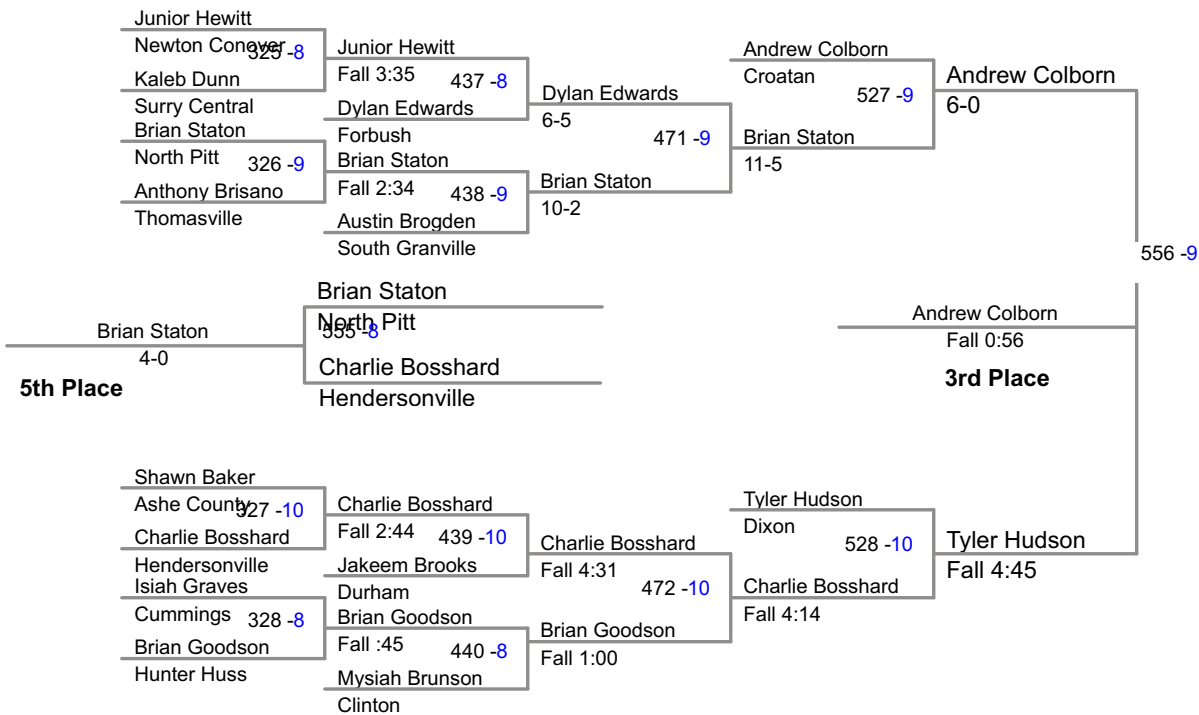 Junior Hewitt
Newton Conover
325 -8
Kaleb Dunn
Surry Central
Brian Staton
North Pitt
326 -9
Anthony Brisano
Thomasville
Junior Hewitt
Fall 3:35
437 -8
Dylan Edwards
Forbush
Brian Staton
Fall 2:34
438 -9
Austin Brogden
South Granville
Dylan Edwards
6-5
471 -9
Brian Staton
10-2
Andrew Colborn
Croatan
527 -9
Brian Staton
11-5
Andrew Colborn
6-0
556 -9
Brian Staton
North Pitt
555 -8
Charlie Bosshard
Hendersonville
Brian Staton
4-0
5th Place
Andrew Colborn
Fall 0:56
3rd Place
Shawn Baker
Ashe County
327 -10
Charlie Bosshard
Hendersonville
Isiah Graves
Cummings
328 -8
Brian Goodson
Hunter Huss
Charlie Bosshard
Fall 2:44
439 -10
Jakeem Brooks
Durham
Brian Goodson
Fall :45
440 -8
Mysiah Brunson
Clinton
Charlie Bosshard
Fall 4:31
472 -10
Brian Goodson
Fall 1:00
Tyler Hudson
Dixon
528 -10
Charlie Bosshard
Fall 4:14
Tyler Hudson
Fall 4:45